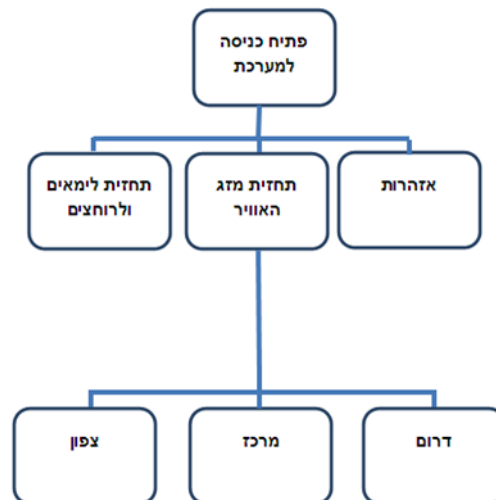 פתיח כניסה
למערכת
אזהרות
תחזית מזג
האוויר
תחזית לימאים
ולרוחצים
דרום
מרכז
צפון